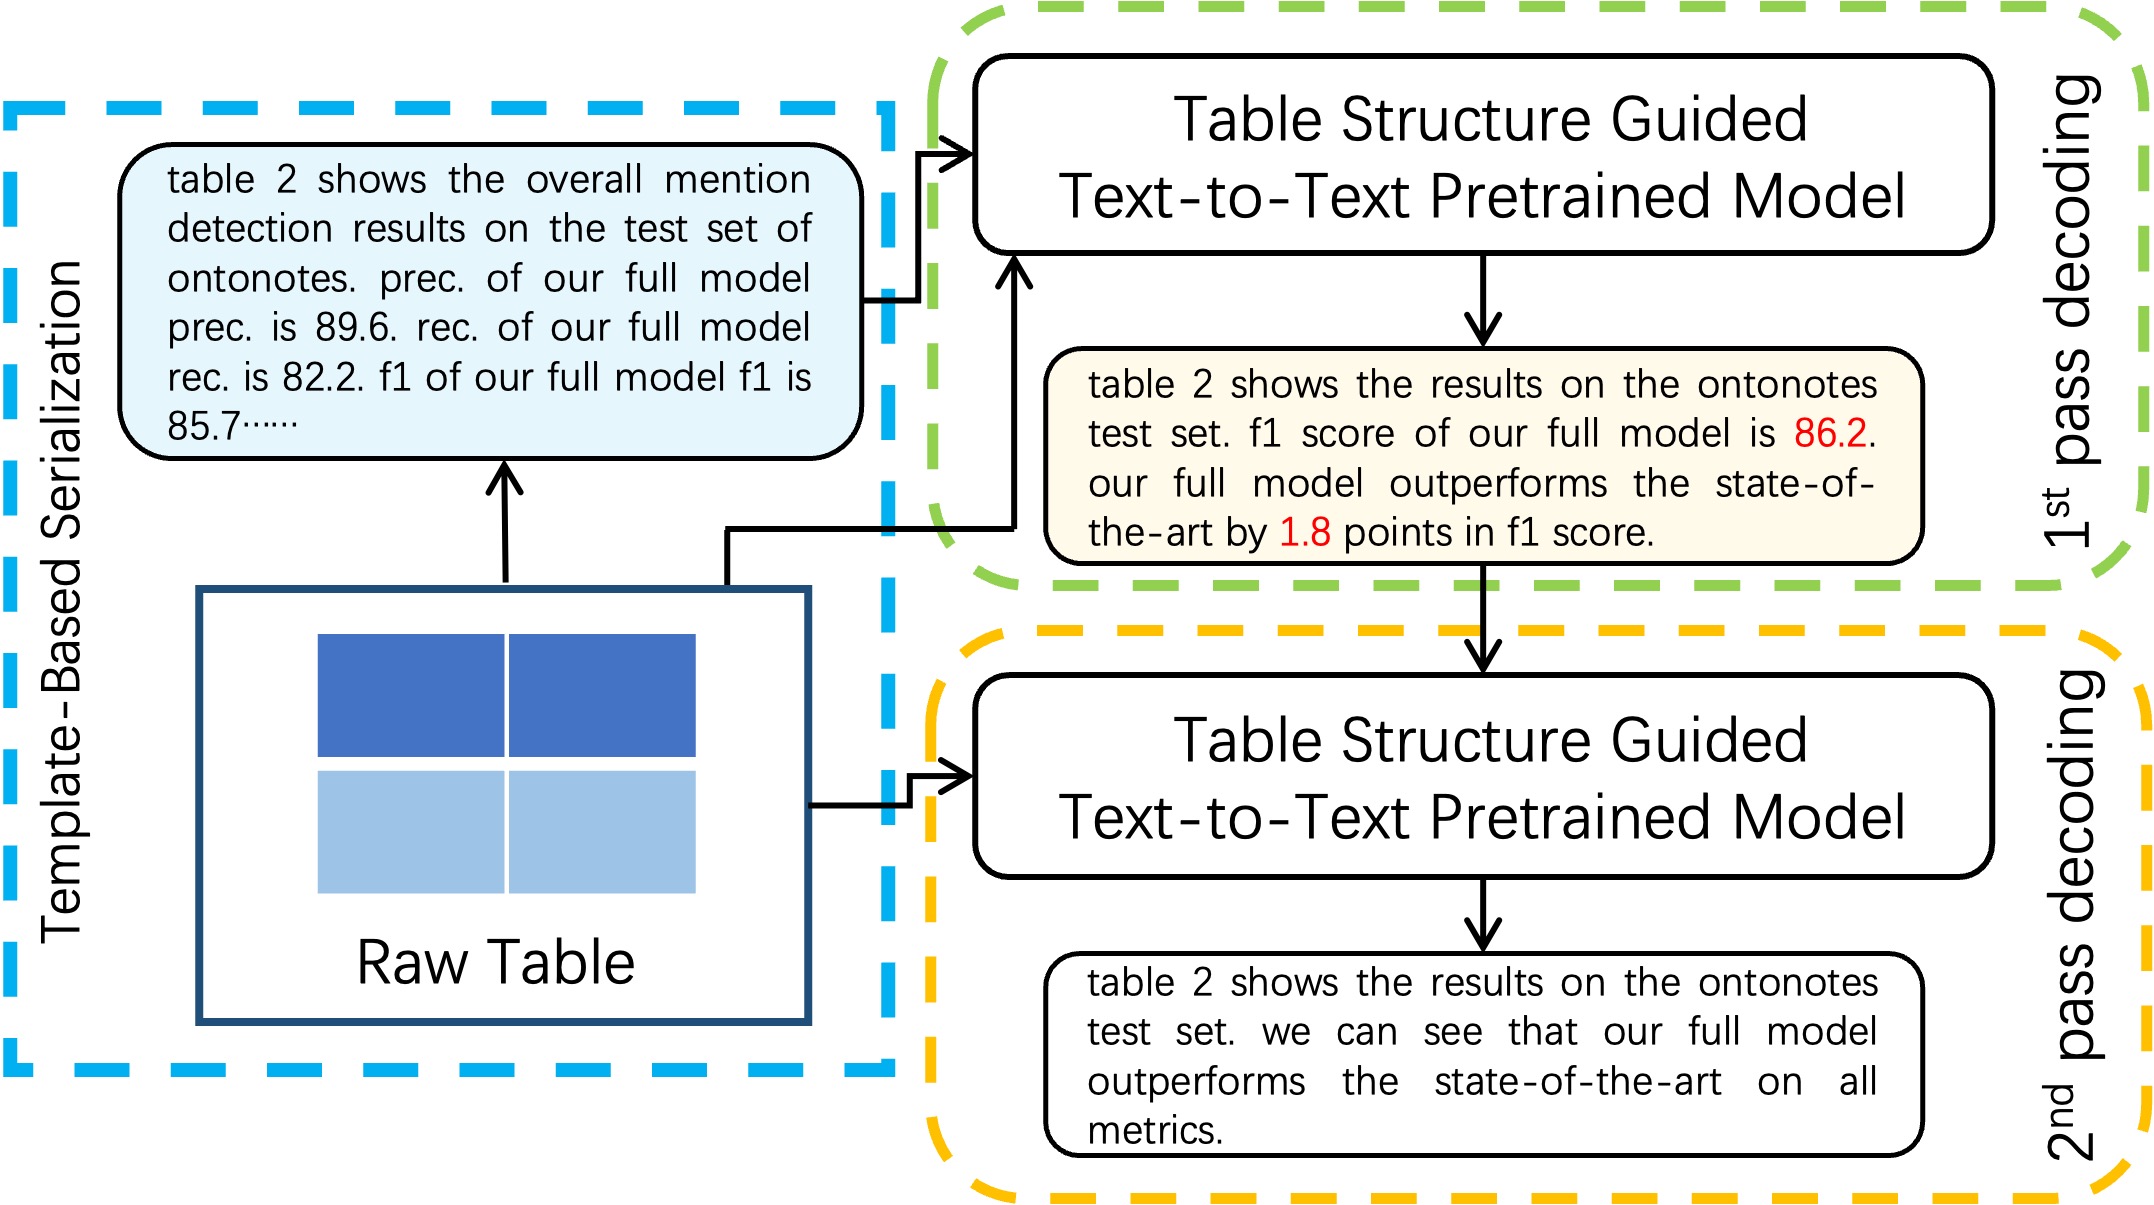 Template-Based Serialization
table 2 shows the overall mention
detection results on the test set of
ontonotes. prec. of our full model
prec. is 89.6. rec. of our full model
rec. is 82.2. f1 of our full model f1 is
85.7······
Raw Table
1st pass decoding
Table Structure Guided
Text-to-Text Pretrained Model
table 2 shows the results on the ontonotes
test set. f1 score of our full model is 86.2.
our full model outperforms the state-of-
the-art by 1.8 points in f1 score.
2nd pass decoding
Table Structure Guided
Text-to-Text Pretrained Model
table 2 shows the results on the ontonotes
test set. we can see that our full model
outperforms the state-of-the-art on all
metrics.